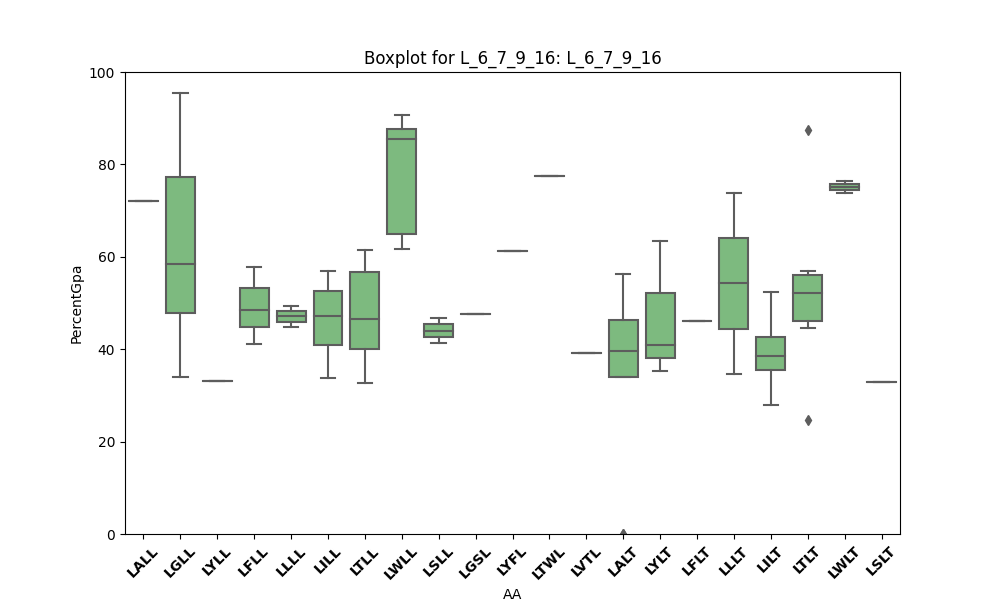 Boxplot for L_6_7_9_16: L_6_7_9_16
100
80
60
40
20
0
PercentGpa
LALL LGLL LYLL LFLL LLLL LILL LTLL LWLL LSLL LGSL LYFL LTWL LVTL LALT LYLT LFLT LLLT LILT LTLT LWLT LSLT
AA